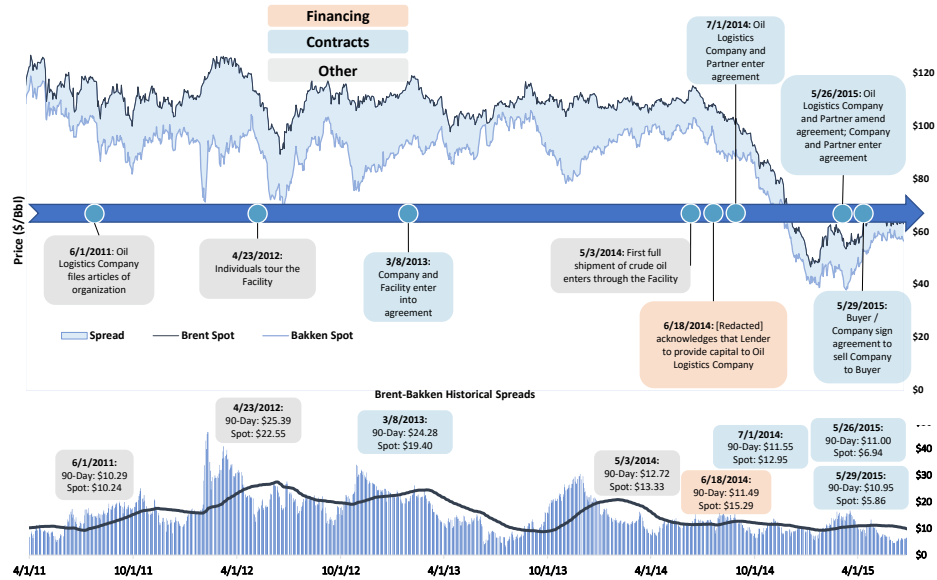 Financing
Contracts
Other
7/1/2014: Oil
Logistics
Company and
Partner enter
agreement
5/26/2015: Oil
Logistics Company
and Partner amend
agreement; Company
and Partner enter
agreement
$120
$100
$80
$60
$40
$20
$0
Price ($/Bbl)
6/1/2011: Oil
Logistics Company
files articles of
organization
4/23/2012:
Individuals tour the
Facility
3/8/2013:
Company and
Facility enter
into
agreement
5/3/2014: First full
shipment of crude oil
enters through the Facility
6/18/2014: [Redacted]
acknowledges that Lender
to provide capital to Oil
Logistics Company
5/29/2015:
Buyer /
Company sign
agreement to
sell Company
to Buyer
Spread
Brent Spot
Bakken Spot
Brent-Bakken Historical Spreads
6/1/2011:
90-Day: $10.29
Spot: $10.24
4/23/2012:
90-Day: $25.39
Spot: $22.55
3/8/2013:
90-Day: $24.28
Spot: $19.40
5/3/2014:
90-Day: $12.72
Spot: $13.33
6/18/2014:
90-Day: $11.49
Spot: $15.29
7/1/2014:
90-Day: $11.55
Spot: $12.95
5/26/2015:
90-Day: $11.00
Spot: $6.94
5/29/2015:
90-Day: $10.95
Spot: $5.86
$40
$30
$20
$10
$0
4/1/11
10/1/11
4/1/12
10/1/12
4/1/13
10/1/13
4/1/14
10/1/14
4/1/15